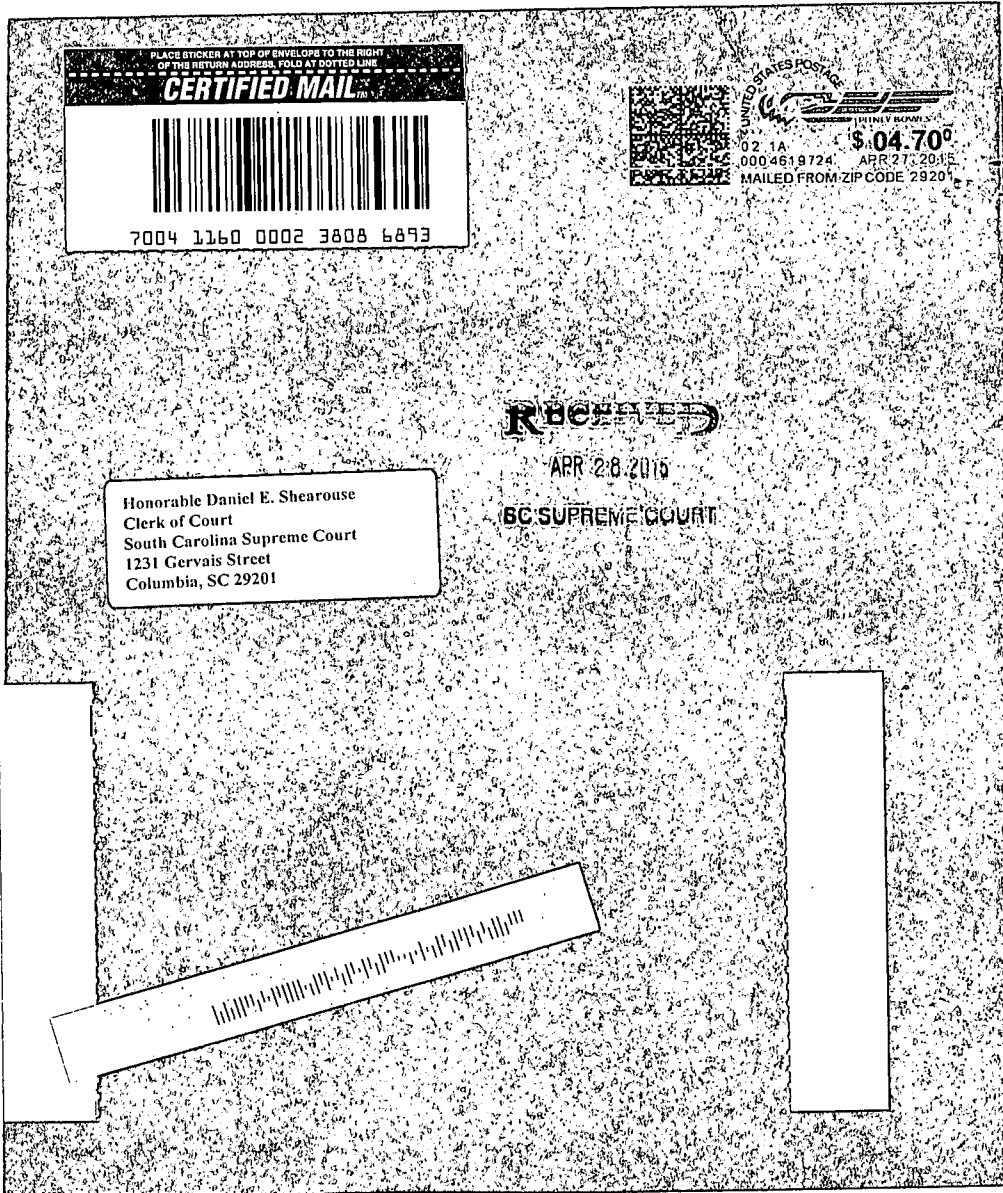 PLACE STICKER AT TOP OF ENVELOPE TO THE RIGHT
OF THE RETURN ADDRESS, FOLD AT DOTTED LINE
CERTIFIED MAIL
7004 1160 0002 3808 6893
UNITED STATES POSTAGE
PITNEY BOWES
02 1A
$ 04.70⁰
0004619724
APR 27 2015
MAILED FROM ZIP CODE 29201
RECEIVED
APR 28 2015
SC SUPREME COURT
Honorable Daniel E. Shearouse
Clerk of Court
South Carolina Supreme Court
1231 Gervais Street
Columbia, SC 29201